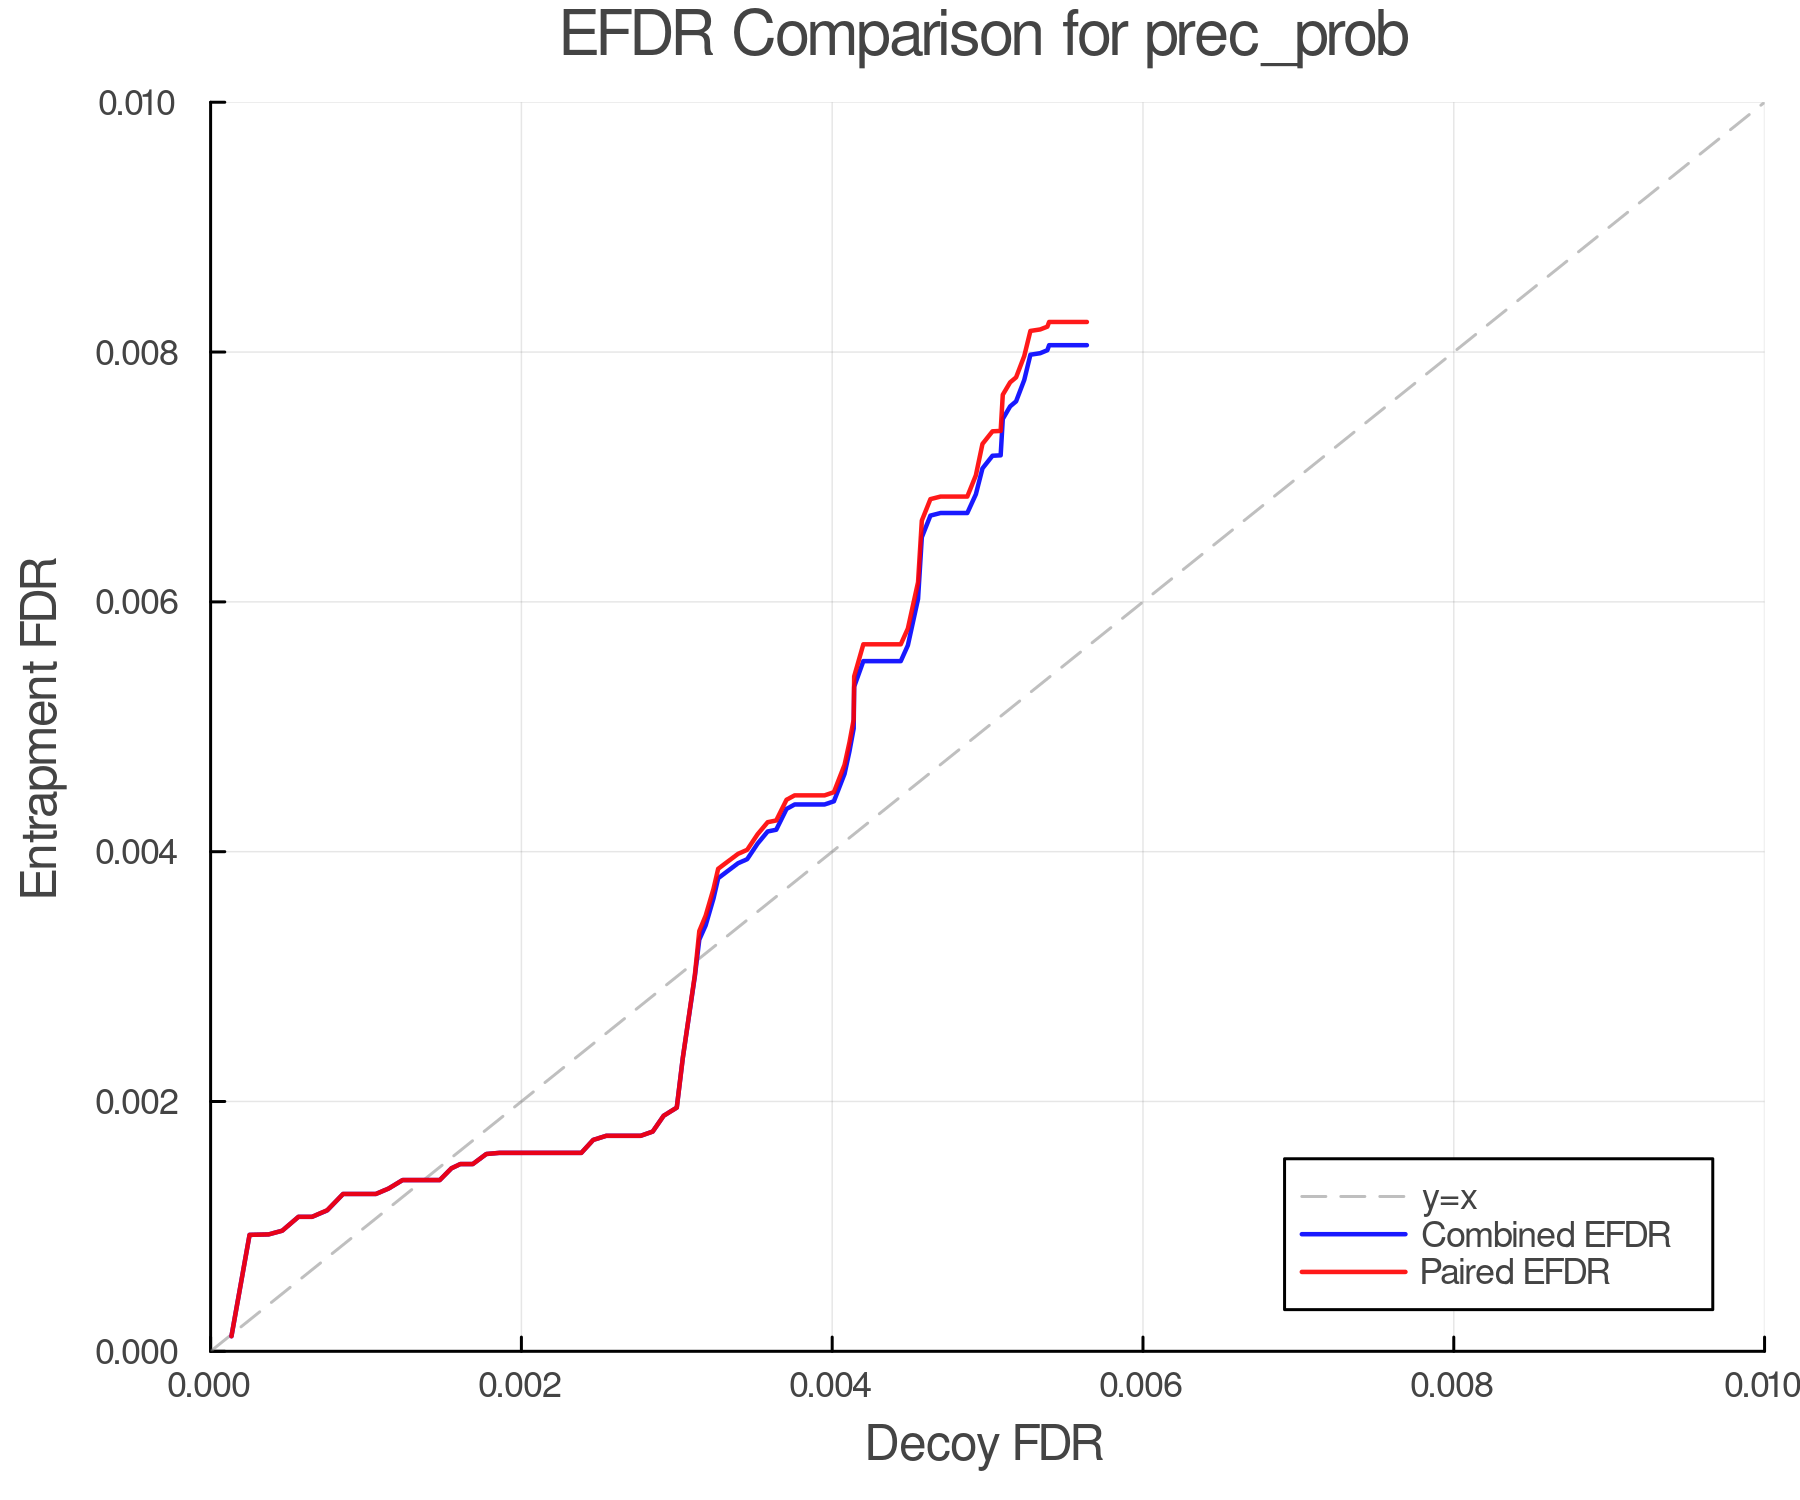 EFDR Comparison for prec_prob
0.010
0.008
0.006
0.004
0.002
0.000
Entrapment FDR
y=x
Combined EFDR
Paired EFDR
0.000 0.002 0.004 0.006 0.008 0.010
Decoy FDR